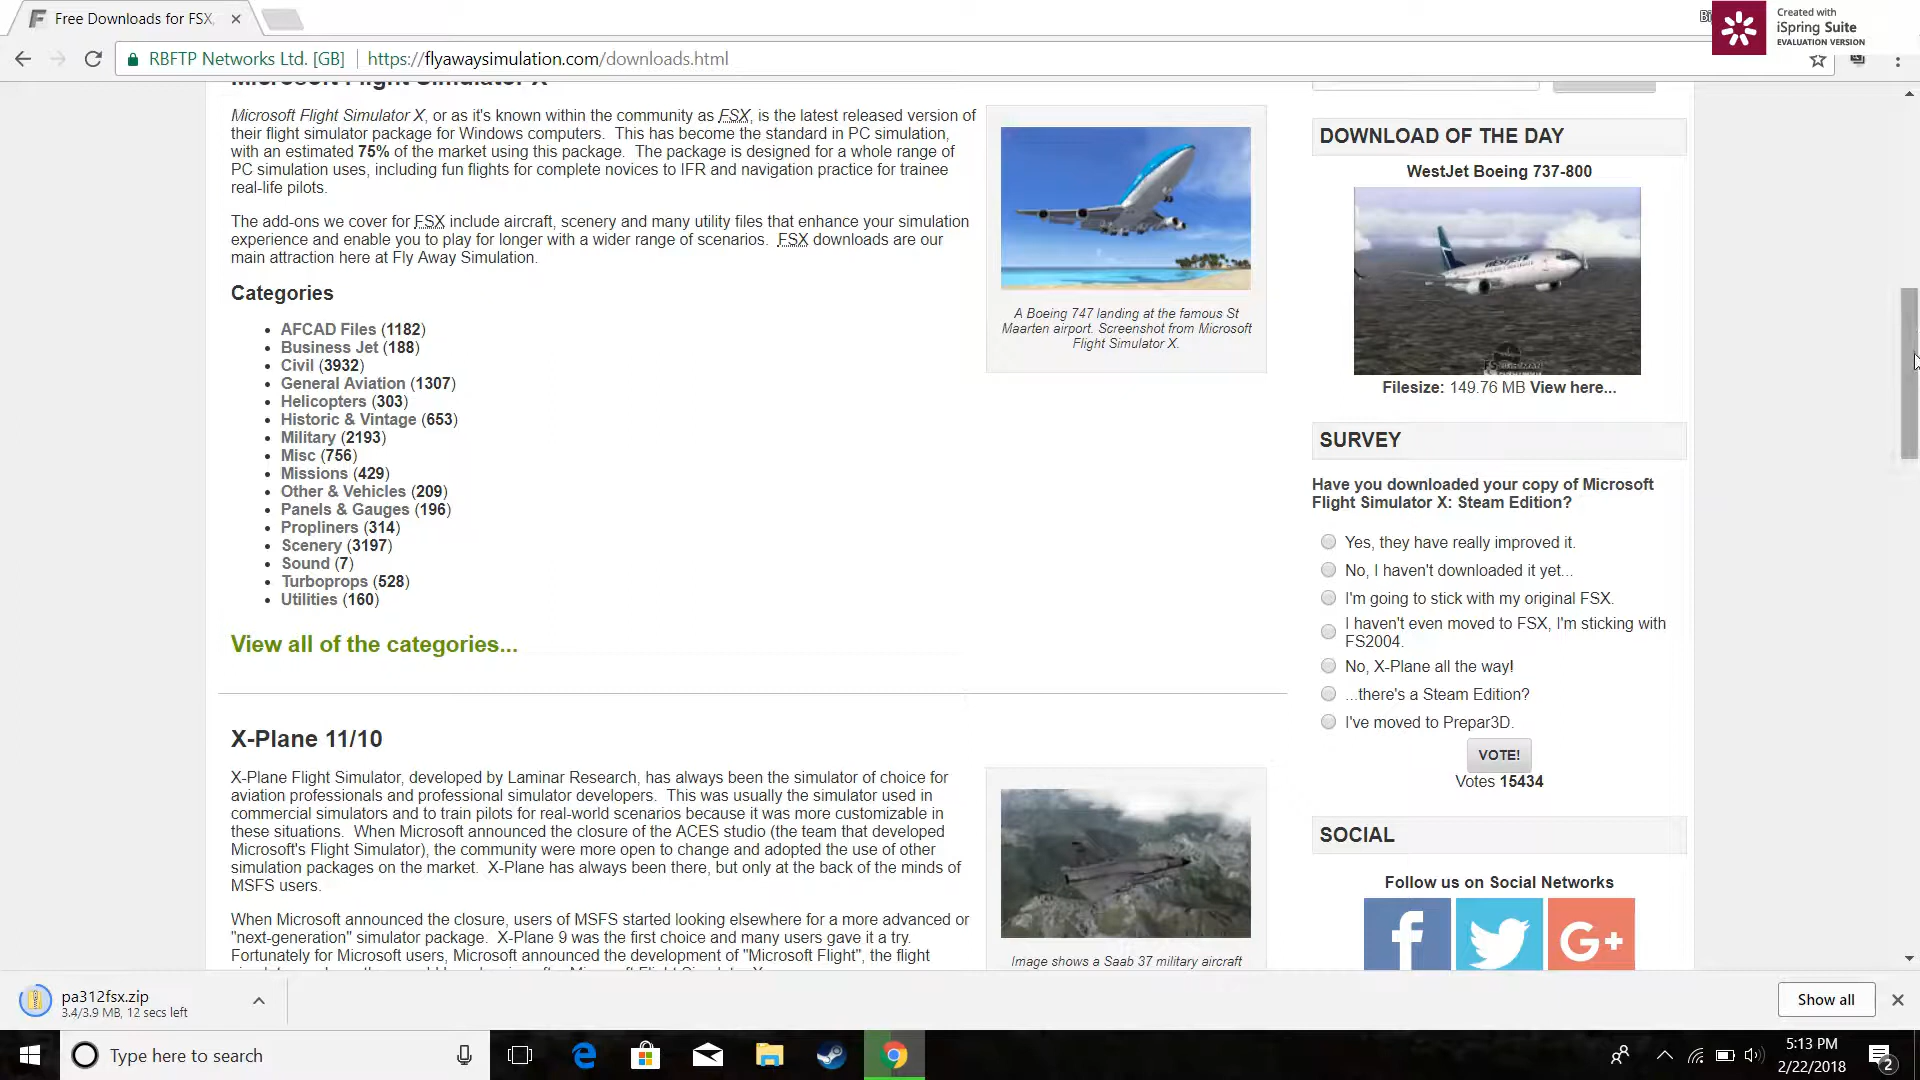 Free Downloads for FSX,
Created with
iSpring Suite
EVALUATION VERSION
RBFTP Networks Ltd. [GB]
https://flyawaysimulation.com/downloads.html
Microsoft Flight Simulator X
Microsoft Flight Simulator X, or as it's known within the community as FSX, is the latest released version of
their flight simulator package for Windows computers.  This has become the standard in PC simulation,
with an estimated 75% of the market using this package.  The package is designed for a whole range of
PC simulation uses, including fun flights for complete novices to IFR and navigation practice for trainee
real-life pilots.
The add-ons we cover for FSX include aircraft, scenery and many utility files that enhance your simulation
experience and enable you to play for longer with a wider range of scenarios.  FSX downloads are our
main attraction here at Fly Away Simulation.
A Boeing 747 landing at the famous St
Maarten airport. Screenshot from Microsoft
Flight Simulator X.
Categories
AFCAD Files (1182)
Business Jet (188)
Civil (3932)
General Aviation (1307)
Helicopters (303)
Historic & Vintage (653)
Military (2193)
Misc (756)
Missions (429)
Other & Vehicles (209)
Panels & Gauges (196)
Propliners (314)
Scenery (3197)
Sound (7)
Turboprops (528)
Utilities (160)
View all of the categories...
X-Plane 11/10
X-Plane Flight Simulator, developed by Laminar Research, has always been the simulator of choice for
aviation professionals and professional simulator developers.  This was usually the simulator used in
commercial simulators and to train pilots for real-world scenarios because it was more customizable in
these situations.  When Microsoft announced the closure of the ACES studio (the team that developed
Microsoft's Flight Simulator), the community were more open to change and adopted the use of other
simulation packages on the market.  X-Plane has always been there, but only at the back of the minds of
MSFS users.
When Microsoft announced the closure, users of MSFS started looking elsewhere for a more advanced or
"next-generation" simulator package.  X-Plane 9 was the first choice and many users gave it a try.
Fortunately for Microsoft users, Microsoft announced the development of "Microsoft Flight", the flight
Image shows a Saab 37 military aircraft
DOWNLOAD OF THE DAY
WestJet Boeing 737-800
Filesize: 149.76 MB View here...
SURVEY
Have you downloaded your copy of Microsoft
Flight Simulator X: Steam Edition?
Yes, they have really improved it.
No, I haven't downloaded it yet...
I'm going to stick with my original FSX.
I haven't even moved to FSX, I'm sticking with
FS2004.
No, X-Plane all the way!
...there's a Steam Edition?
I've moved to Prepar3D.
VOTE!
Votes 15434
SOCIAL
Follow us on Social Networks
f
G+
pa312fsx.zip
3.4/3.9 MB, 12 secs left
Show all
Type here to search
5:13 PM
2/22/2018
2